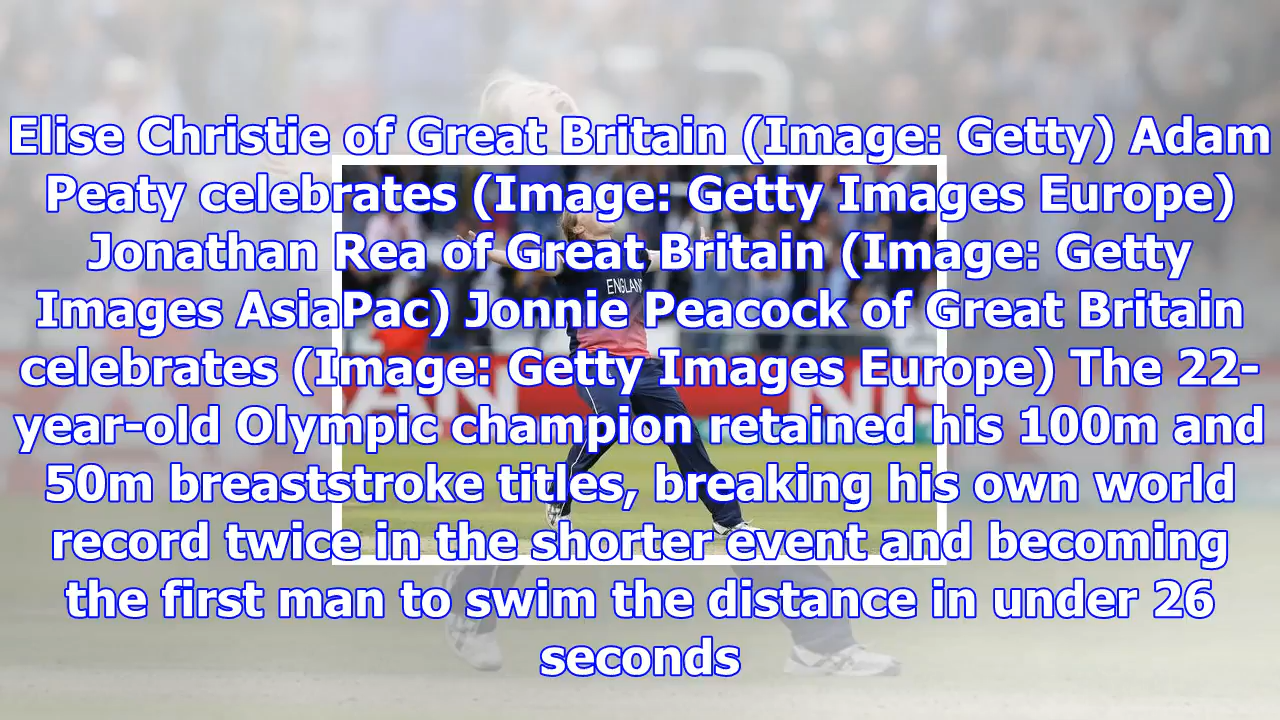 Elise Christie of Great Britain (Image: Getty) Adam
Peaty celebrates (Image: Getty Images Europe)
Jonathan Rea of Great Britain (Image: Getty
Images AsiaPac) Jonnie Peacock of Great Britain
celebrates (Image: Getty Images Europe) The 22-
year-old Olympic champion retained his 100m and
50m breaststroke titles, breaking his own world
record twice in the shorter event and becoming
the first man to swim the distance in under 26
seconds
ENGLAND